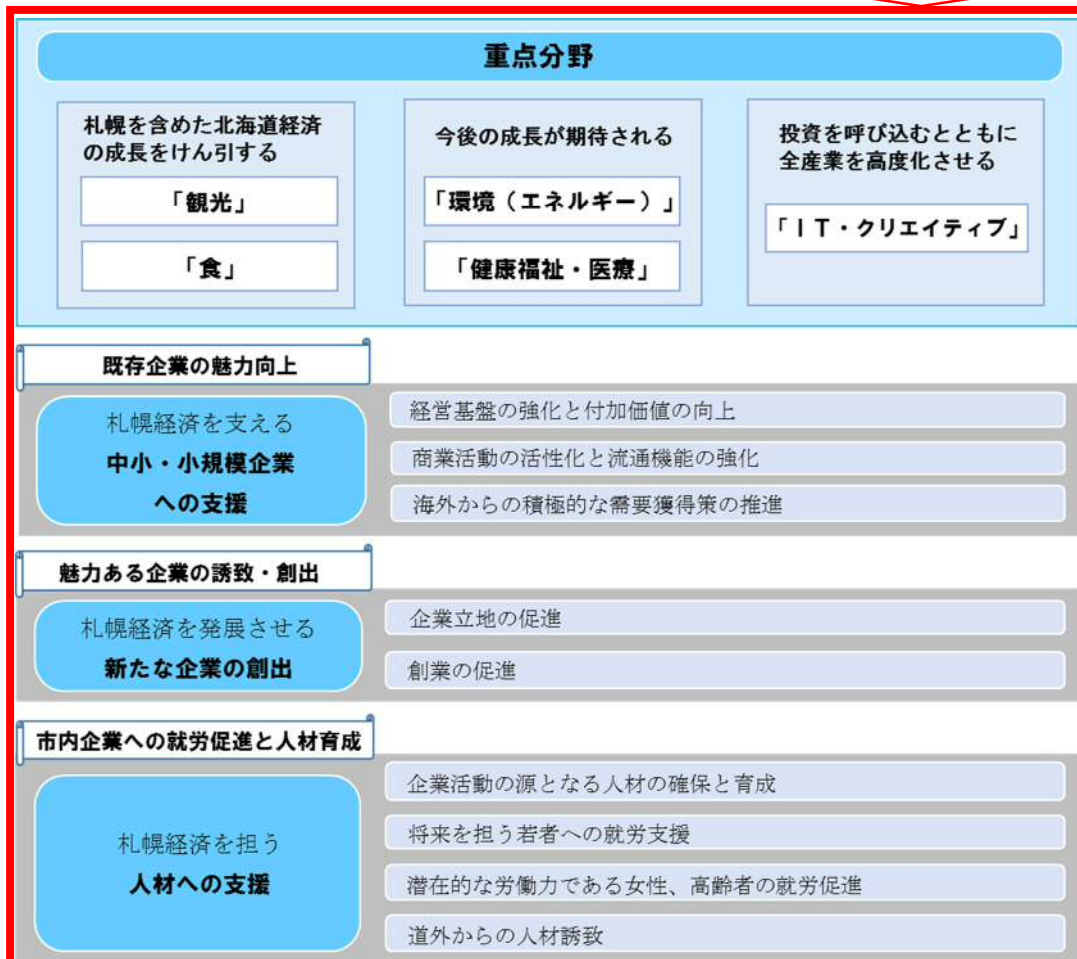 重点分野
札幌を含めた北海道経済
の成長をけん引する
「観光」
「食」
今後の成長が期待される
「環境（エネルギー）」
「健康福祉・医療」
投資を呼び込むとともに
全産業を高度化させる
「ＩＴ・クリエイティブ」
既存企業の魅力向上
札幌経済を支える
中小・小規模企業
への支援
経営基盤の強化と付加価値の向上
商業活動の活性化と流通機能の強化
海外からの積極的な需要獲得策の推進
魅力ある企業の誘致・創出
札幌経済を発展させる
新たな企業の創出
企業立地の促進
創業の促進
市内企業への就労促進と人材育成
札幌経済を担う
人材への支援
企業活動の源となる人材の確保と育成
将来を担う若者への就労支援
潜在的な労働力である女性、高齢者の就労促進
道外からの人材誘致